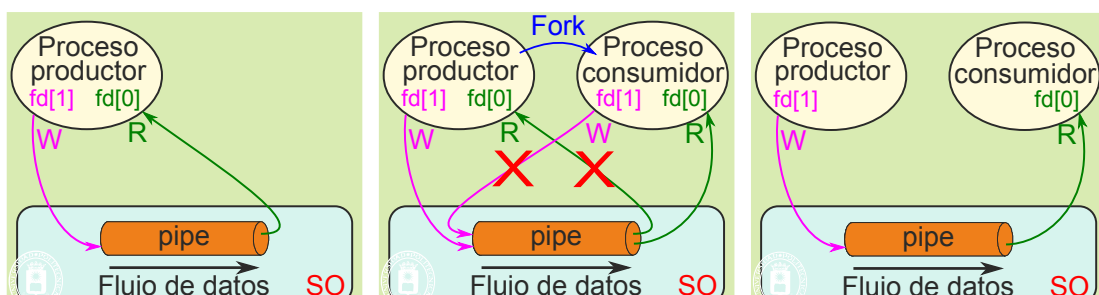 Proceso
productor
fd[1] fd[0]
W
R
pipe
Flujo de datos
SO
Fork
Proceso
productor
fd[1] fd[0]
Proceso
consumidor
fd[1] fd[0]
W
R
W
R
pipe
Flujo de datos
SO
Proceso
productor
fd[1]
Proceso
consumidor
fd[0]
W
R
pipe
Flujo de datos
SO